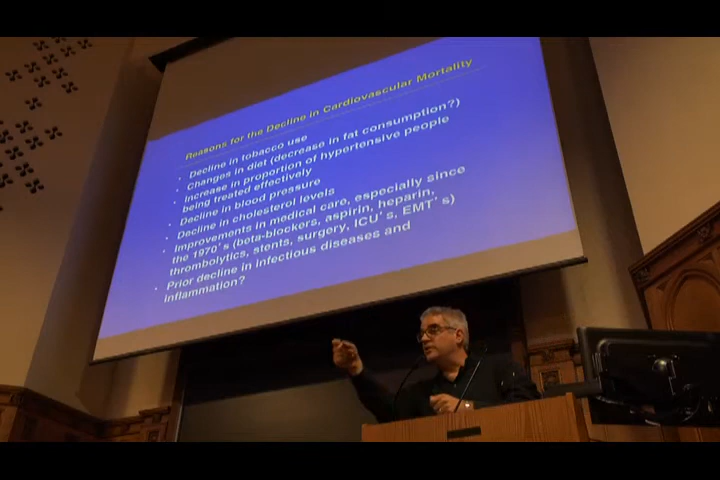 Reasons for the Decline in Cardiovascular Mortality
• Decline in tobacco use
• Changes in diet (decrease in fat consumption?)
• Increase in proportion of hypertensive people
being treated effectively
• Decline in blood pressure
• Decline in cholesterol levels
• Improvements in medical care, especially since
the 1970's (beta-blockers, aspirin, heparin,
thrombolytics, stents, surgery, ICU's, EMT's)
• Prior decline in infectious diseases and
inflammation?